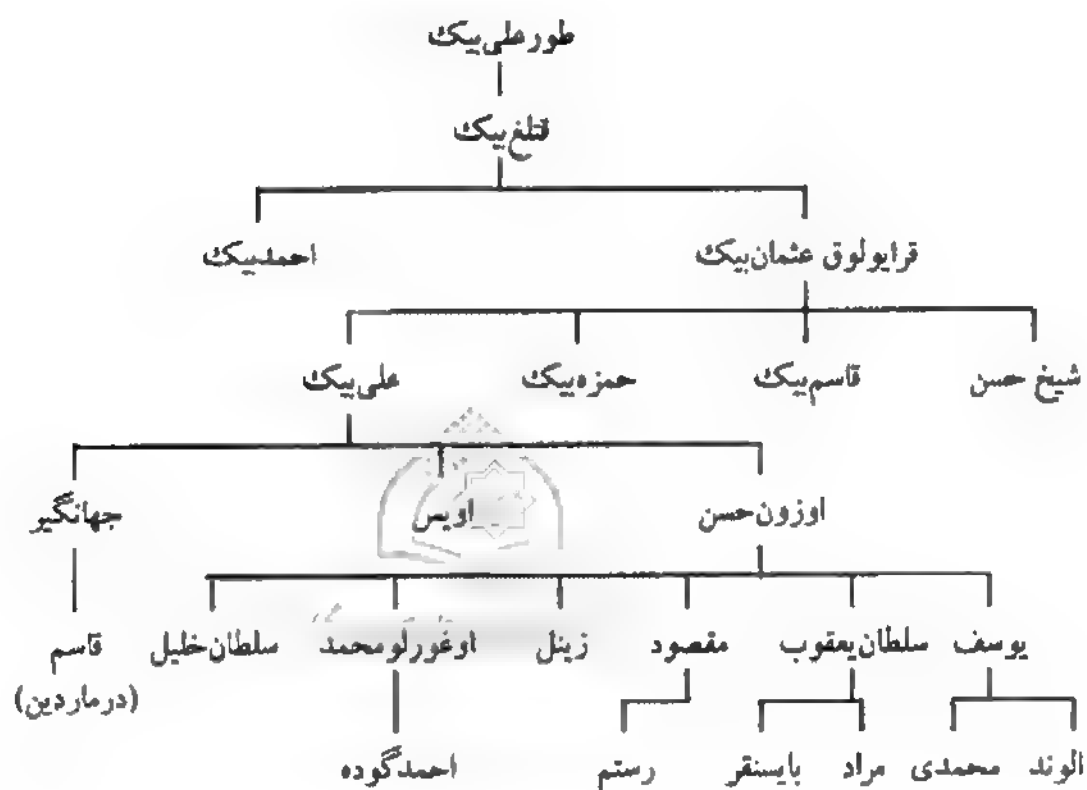 طورعلی‌بیک
قتلغ‌بیک
قرایولوق عثمان‌بیک احمدبیک
شیخ حسن قاسم‌بیک حمزه‌بیک علی‌بیک
اوزون‌حسن اویس جهانگیر
یوسف سلطان‌یعقوب مقصود زینل اوغورلومحمد سلطان‌خلیل قاسم
(درماردین)
الوند محمدی مراد بایسنقر رستم احمدگوده